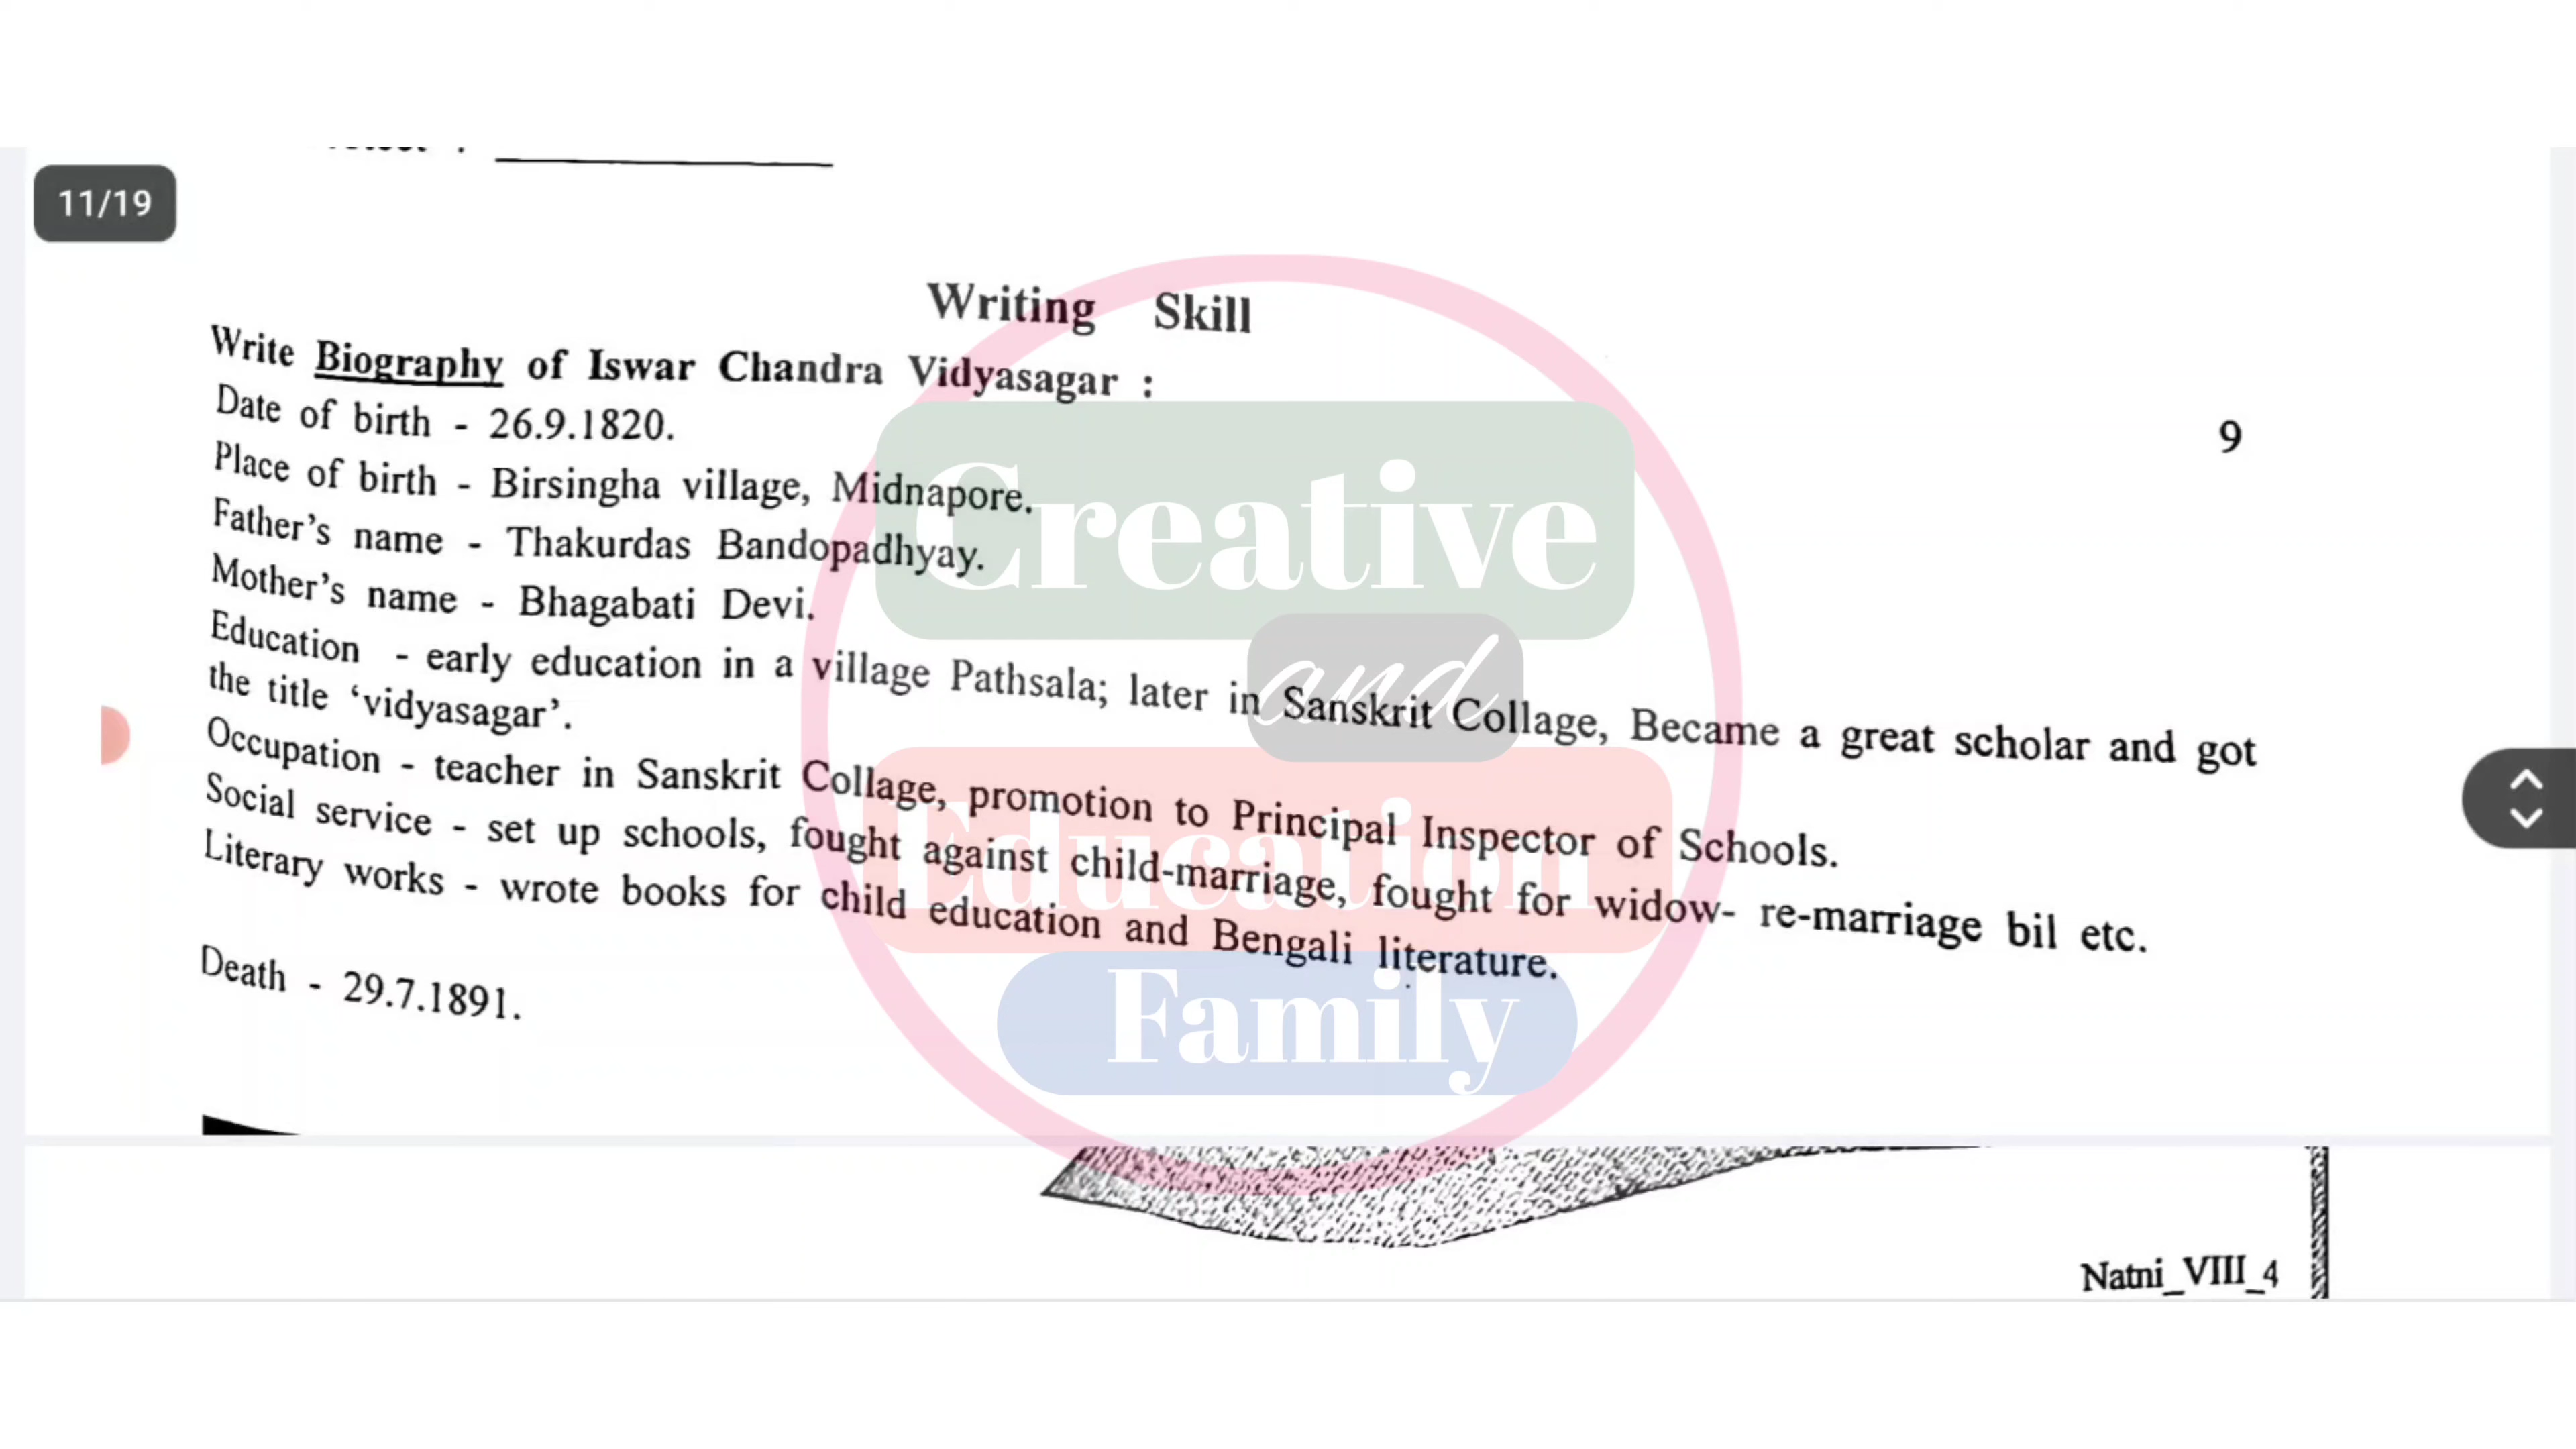 11/19
Writing Skill
Write Biography of Iswar Chandra Vidyasagar :
9
Date of birth - 26.9.1820.
Place of birth - Birsingha village, Midnapore.
Father's name - Thakurdas Bandopadhyay.
Mother's name - Bhagabati Devi.
Education - early education in a village Pathsala; later in Sanskrit Collage, Became a great scholar and got
the title 'vidyasagar'.
Occupation - teacher in Sanskrit Collage, promotion to Principal Inspector of Schools.
Social service - set up schools, fought against child-marriage, fought for widow- re-marriage bil etc.
Literary works - wrote books for child education and Bengali literature.
Death - 29.7.1891.
Creative
and
Education
Family
Natni_VIII_4